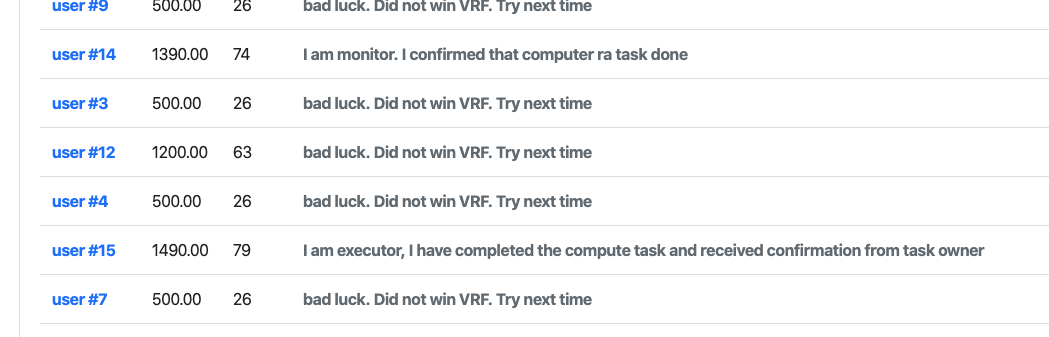 user #9 500.00 26 bad luck. Did not win VRF. Try next time
user #14 1390.00 74 I am monitor. I confirmed that computer ra task done
user #3 500.00 26 bad luck. Did not win VRF. Try next time
user #12 1200.00 63 bad luck. Did not win VRF. Try next time
user #4 500.00 26 bad luck. Did not win VRF. Try next time
user #15 1490.00 79 I am executor, I have completed the compute task and received confirmation from task owner
user #7 500.00 26 bad luck. Did not win VRF. Try next time